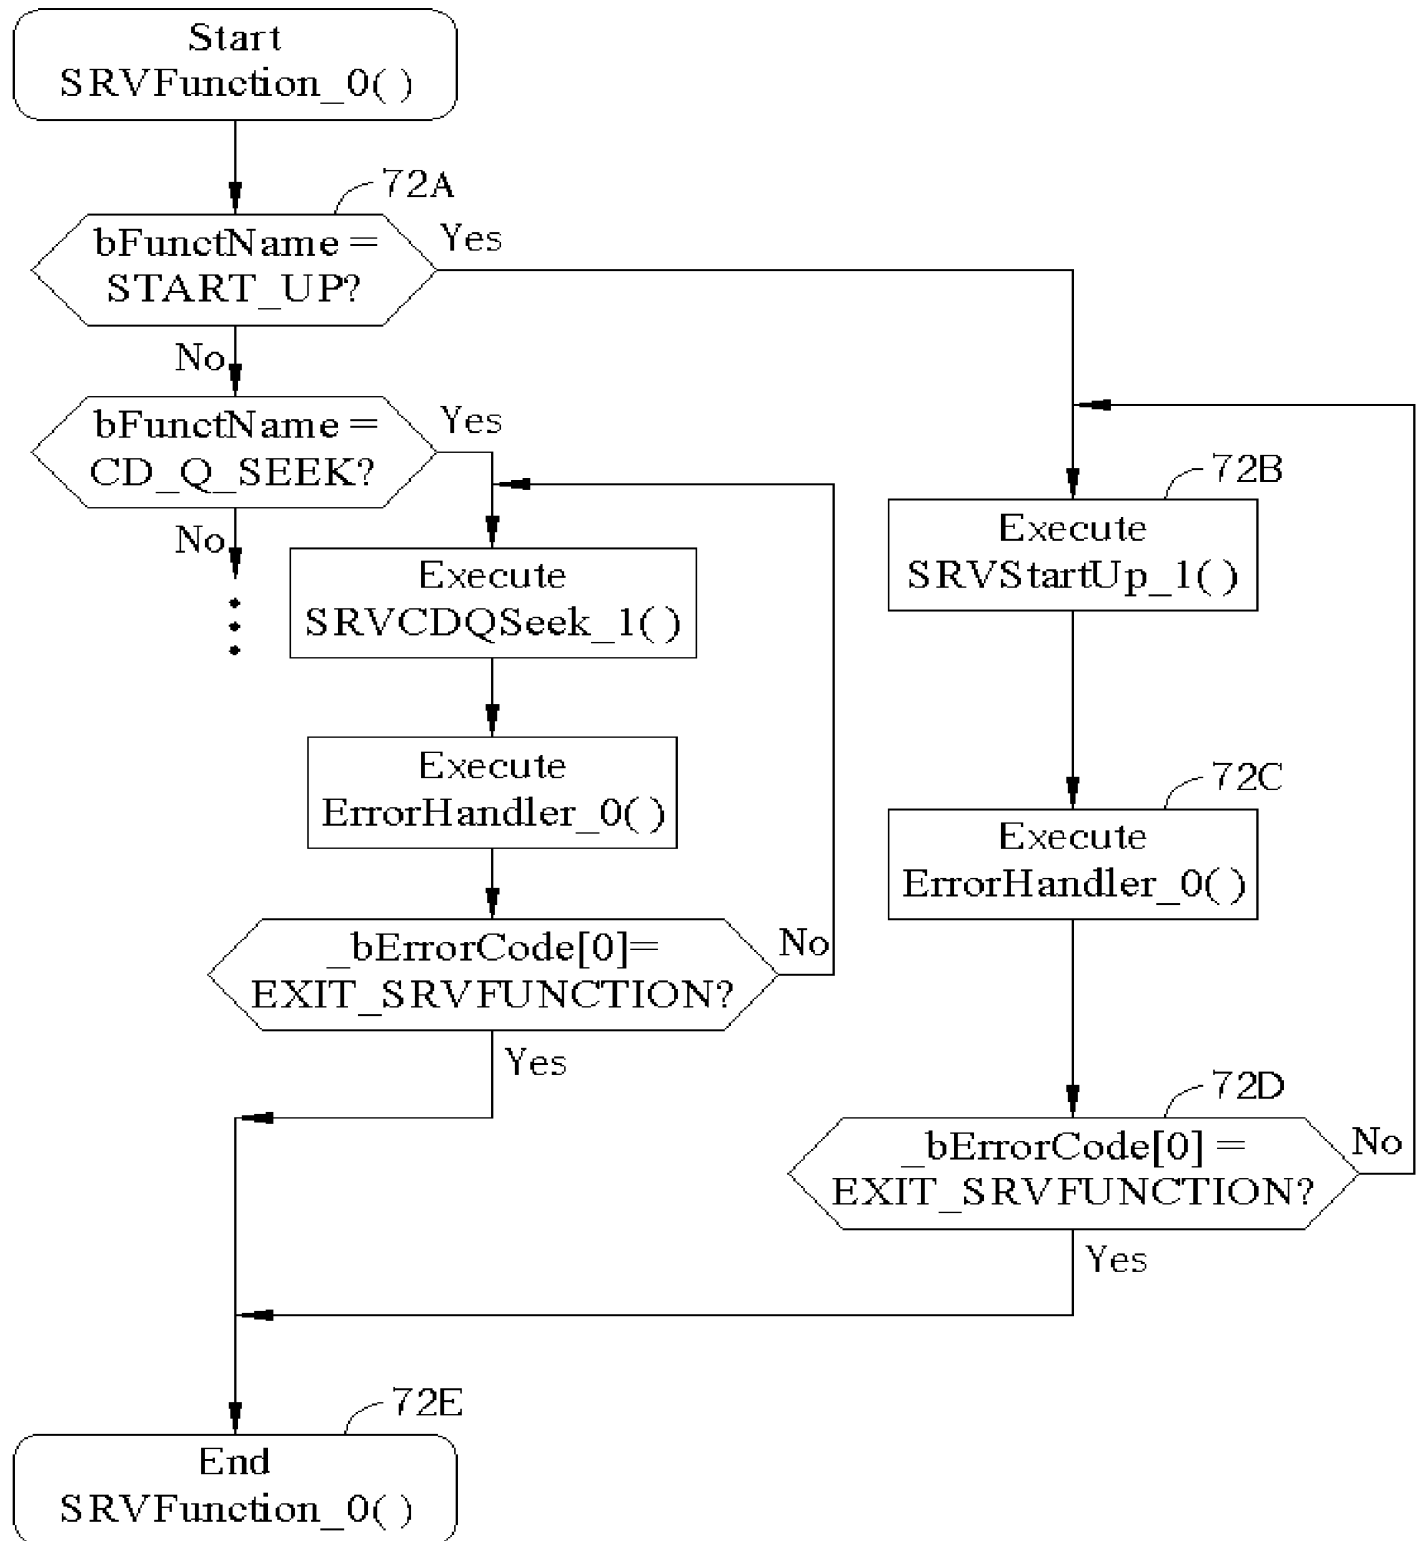 Start
SRVFunction_0( )
72A
bFunctName =
START_UP?
Yes
No
bFunctName =
CD_Q_SEEK?
Yes
No
Execute
SRVCDQSeek_1( )
Execute
ErrorHandler_0( )
_bErrorCode[0]=
EXIT_SRVFUNCTION?
No
Yes
72B
Execute
SRVStartUp_1( )
72C
Execute
ErrorHandler_0( )
72D
_bErrorCode[0] =
EXIT_SRVFUNCTION?
No
Yes
72E
End
SRVFunction_0( )